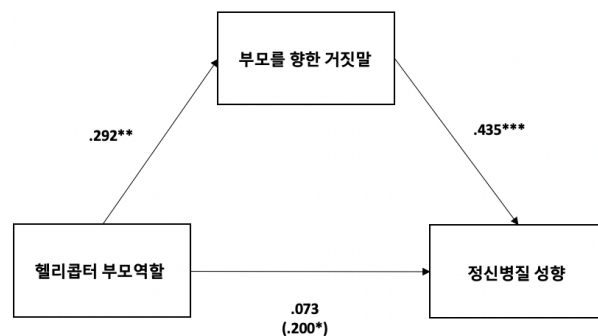 부모를 향한 거짓말
.292**
.435***
헬리콥터 부모역할
정신병질 성향
.073
(.200*)